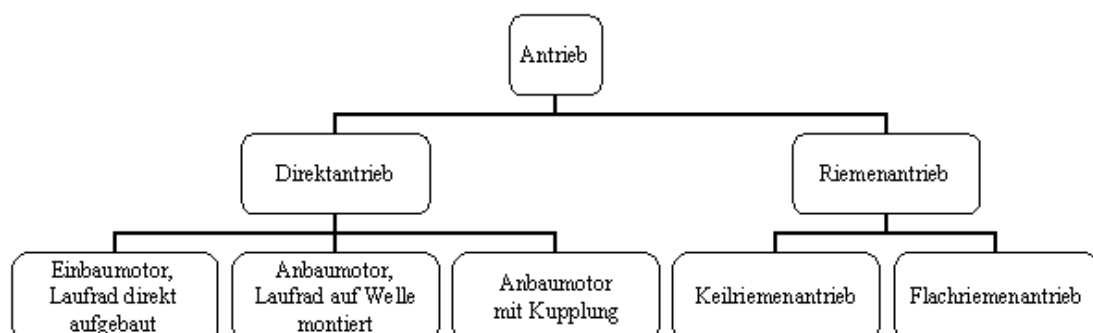 Antrieb
Direktantrieb
Riemenantrieb
Einbaumotor,
Laufrad direkt
aufgebaut
Anbaumotor,
Laufrad auf Welle
montiert
Anbaumotor
mit Kupplung
Keilriemenantrieb
Flachriemenantrieb